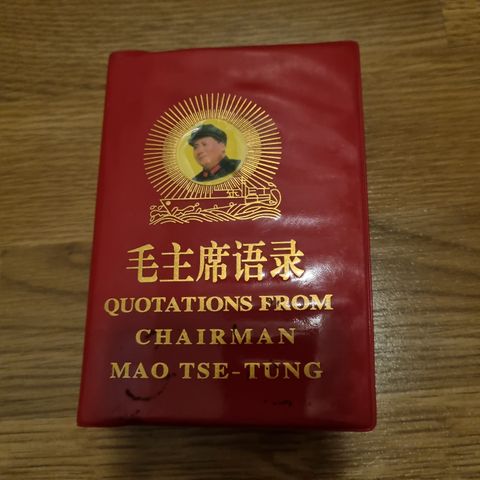 毛主席语录
QUOTATIONS FROM
CHAIRMAN
MAO TSE-TUNG